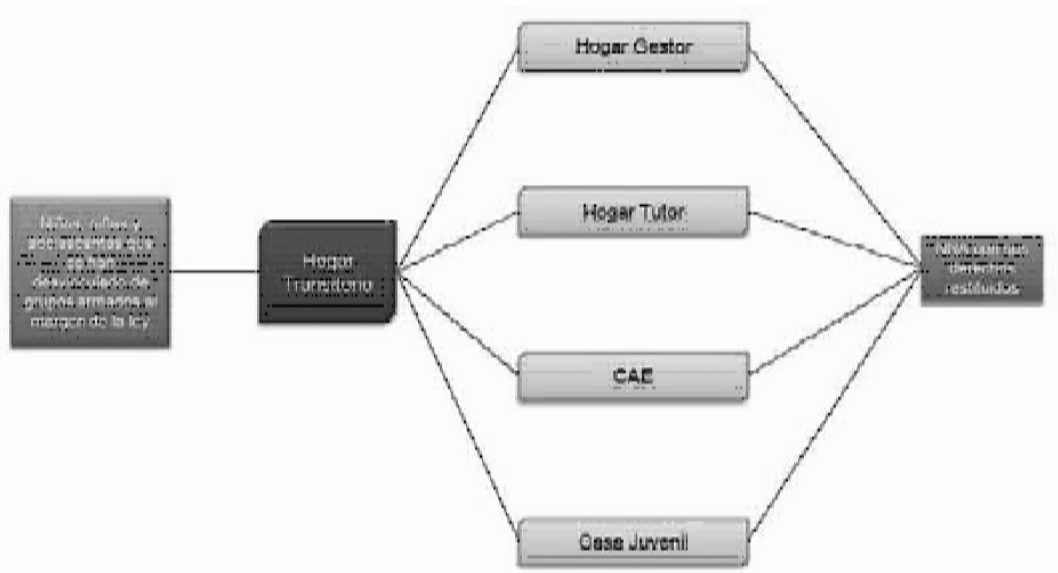 Niños, niñas y
adolescentes que
se han
desvinculado de
grupos armados al
margen de la ley
Hogar
Transitorio
Hogar Gestor
Hogar Tutor
CAE
Casa Juvenil
NNA con sus
derechos
restituidos